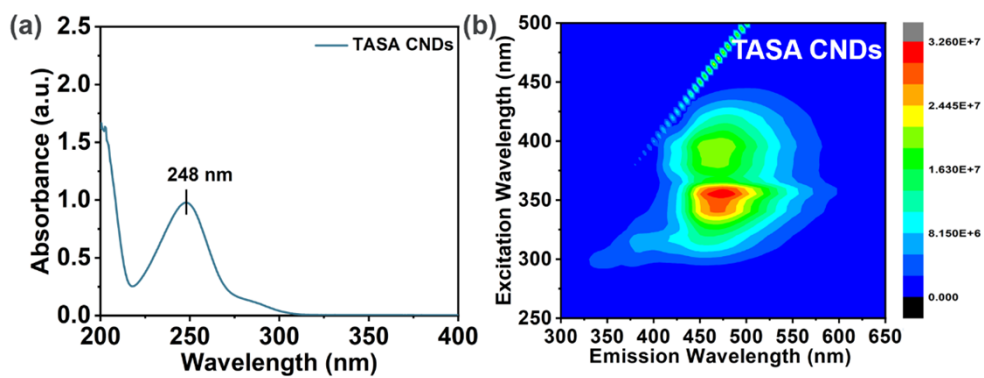 (a)
2.5
2.0
1.5
1.0
0.5
0.0
Absorbance (a.u.)
TASA CNDs
248 nm
200
250
300
350
400
Wavelength (nm)
(b)
500
450
400
350
300
250
Excitation Wavelength (nm)
TASA CNDs
300
350
400
450
500
550
600
650
Emission Wavelength (nm)
3.260E+7
2.445E+7
1.630E+7
8.150E+6
0.000